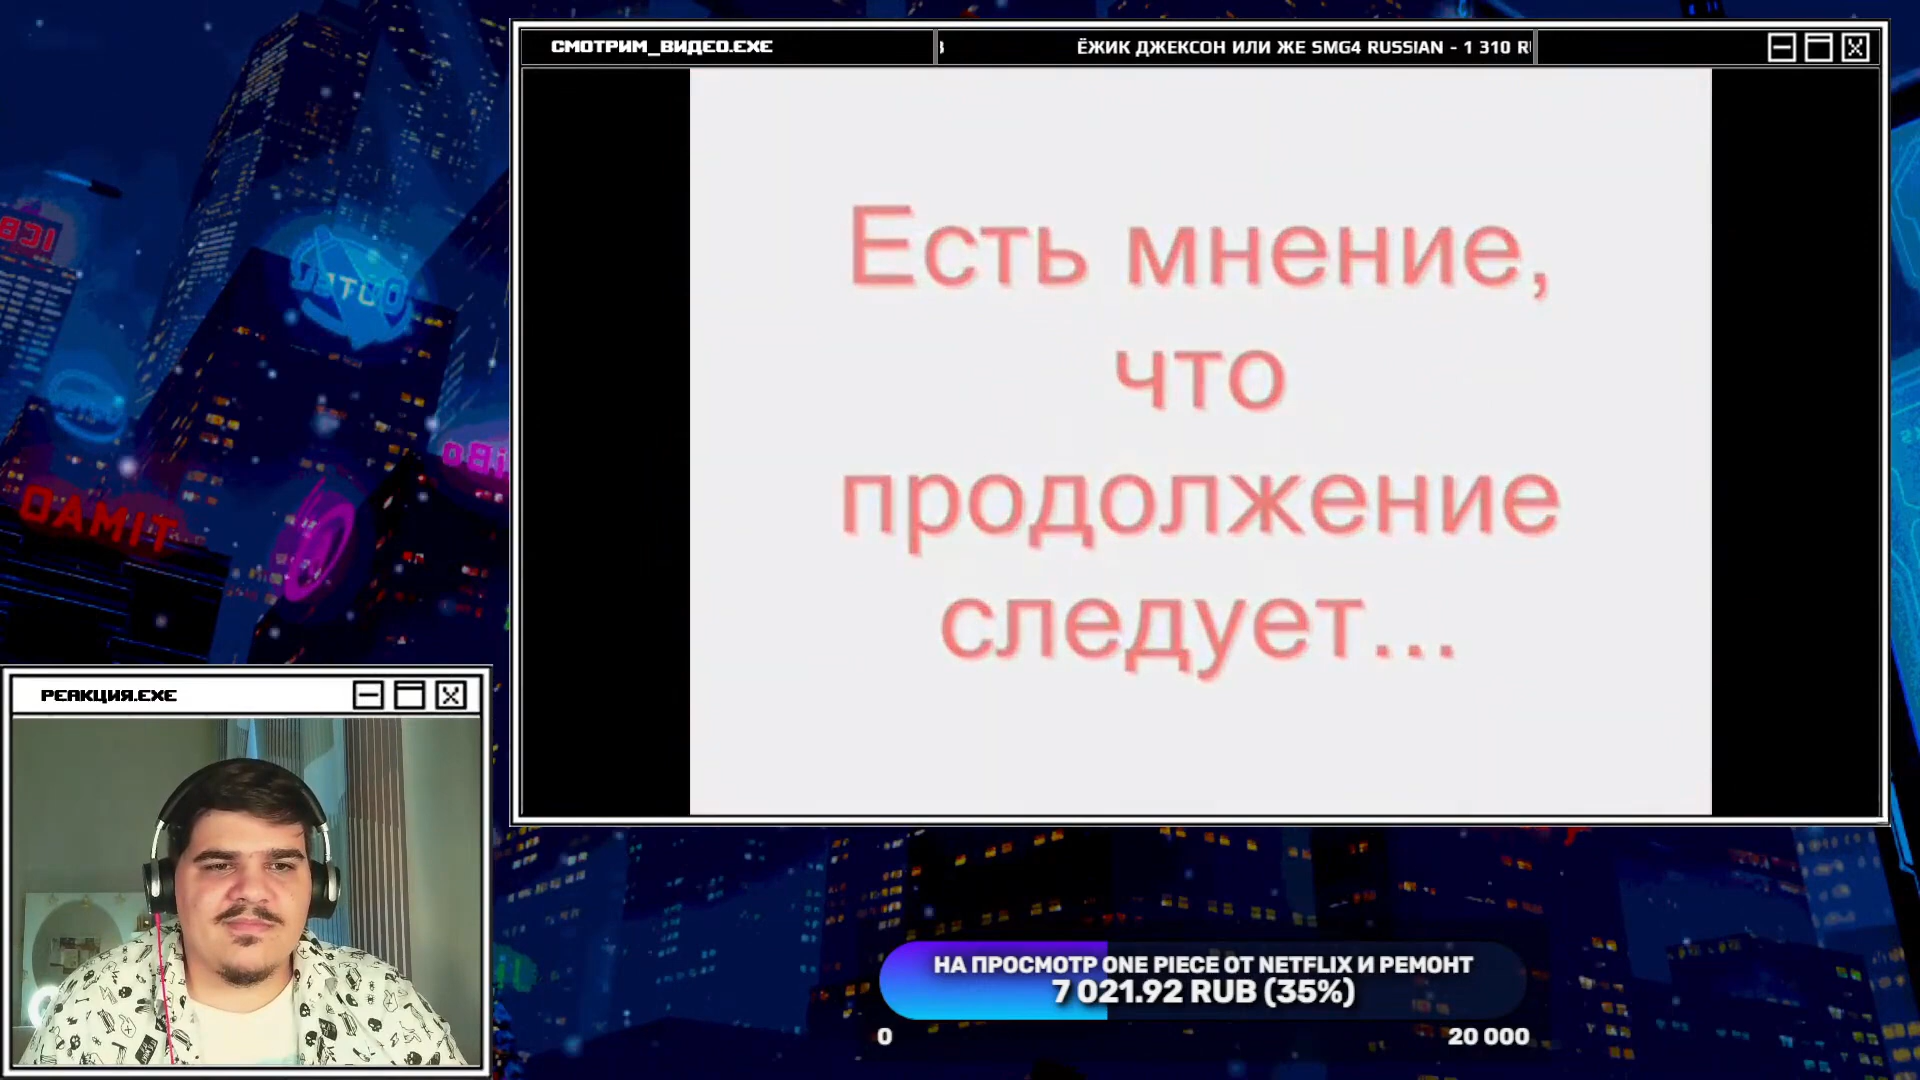 СМОТРИМ_ВИДЕО.EXE
ЁЖИК ДЖЕКСОН ИЛИ ЖЕ SMG4 RUSSIAN - 1 310 R
Есть мнение,
что
продолжение
следует...
РЕАКЦИЯ.EXE
НА ПРОСМОТР ONE PIECE ОТ NETFLIX И РЕМОНТ
7 021.92 RUB (35%)
0
20 000